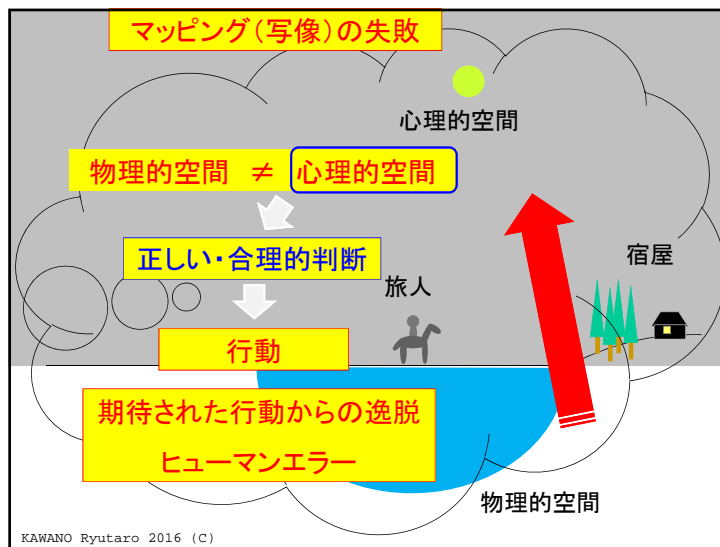 マッピング(写像)の失敗
心理的空間
物理的空間 ≠ 心理的空間
正しい・合理的判断
宿屋
旅人
行動
期待された行動からの逸脱
ヒューマンエラー
物理的空間
KAWANO Ryutaro 2016 (C)